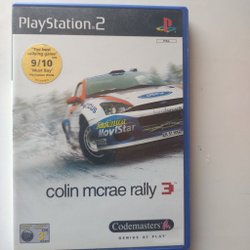 PlayStation 2
"The best
rallying game"
9/10
"Must Buy"
MoviStar
colin mcrae rally 3
Codemasters
GENIUS AT PLAY